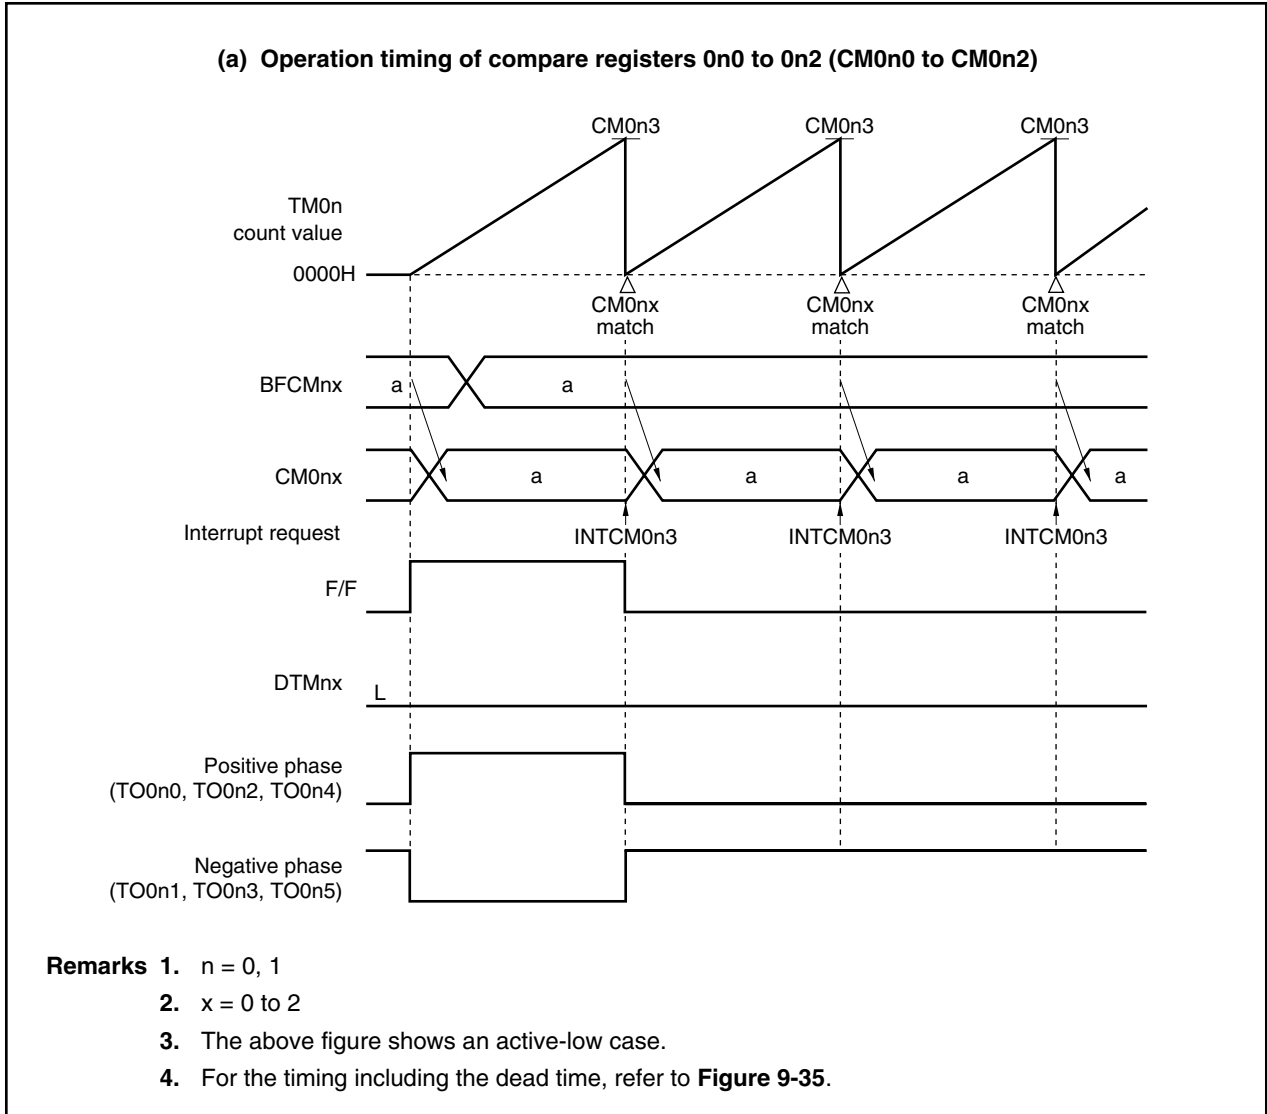 (a) Operation timing of compare registers 0n0 to 0n2 (CM0n0 to CM0n2)
CM0n3 CM0n3 CM0n3
TM0n
count value
0000H
CM0nx CM0nx CM0nx
match match match
BFCMnx a a
CM0nx a a a a
Interrupt request INTCM0n3 INTCM0n3 INTCM0n3
F/F
DTMnx L
Positive phase
(TO0n0, TO0n2, TO0n4)
Negative phase
(TO0n1, TO0n3, TO0n5)
Remarks 1. n = 0, 1
2. x = 0 to 2
3. The above figure shows an active-low case.
4. For the timing including the dead time, refer to Figure 9-35.